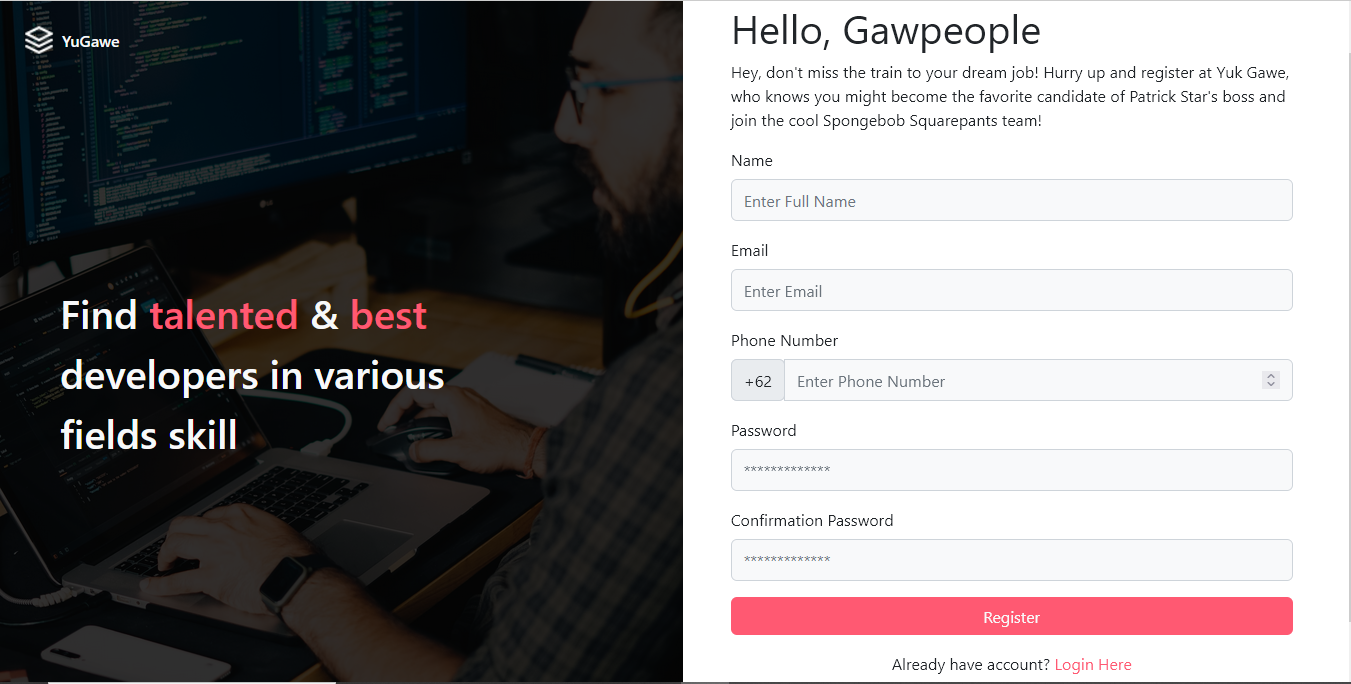 YuGawe
Find talented & best
developers in various
fields skill
Hello, Gawpeople
Hey, don't miss the train to your dream job! Hurry up and register at Yuk Gawe,
who knows you might become the favorite candidate of Patrick Star's boss and
join the cool Spongebob Squarepants team!
Name
Enter Full Name
Email
Enter Email
Phone Number
+62 Enter Phone Number
Password
*************
Confirmation Password
*************
Register
Already have account? Login Here